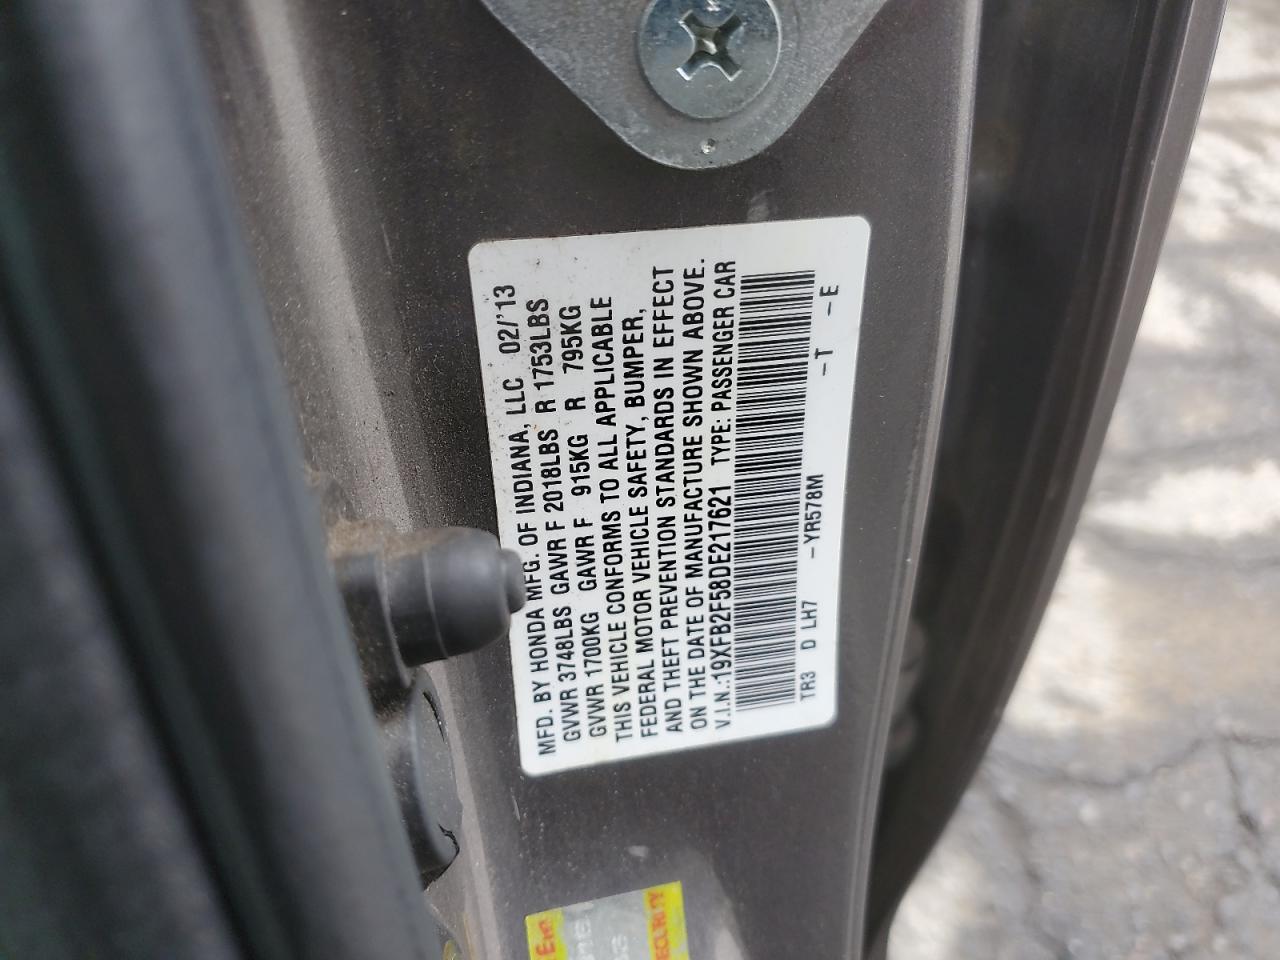 MFD. BY HONDA MFG. OF INDIANA, LLC 02/'13
GVWR 3748LBS GAWR F 2018LBS R 1753LBS
GVWR 1700KG GAWR F 915KG R 795KG
THIS VEHICLE CONFORMS TO ALL APPLICABLE
FEDERAL MOTOR VEHICLE SAFETY, BUMPER,
AND THEFT PREVENTION STANDARDS IN EFFECT
ON THE DATE OF MANUFACTURE SHOWN ABOVE.
V.I.N.:19XFB2F58DE217621 TYPE: PASSENGER CAR
TR3 D LH7 -YR578M -T -E